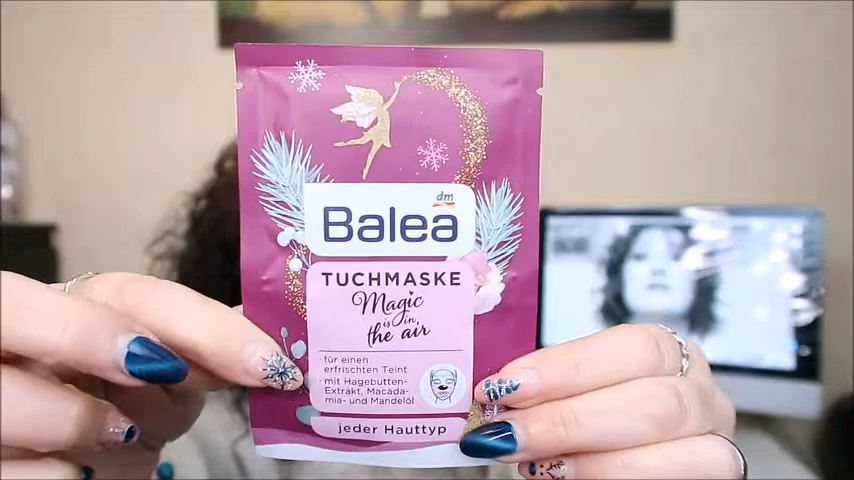 dm
Balea
TUCHMASKE
Magic
is in
the air
für einen
erfrischten Teint
mit Hagebutten-
Extrakt, Macada-
mia- und Mandelöl
jeder Hauttyp